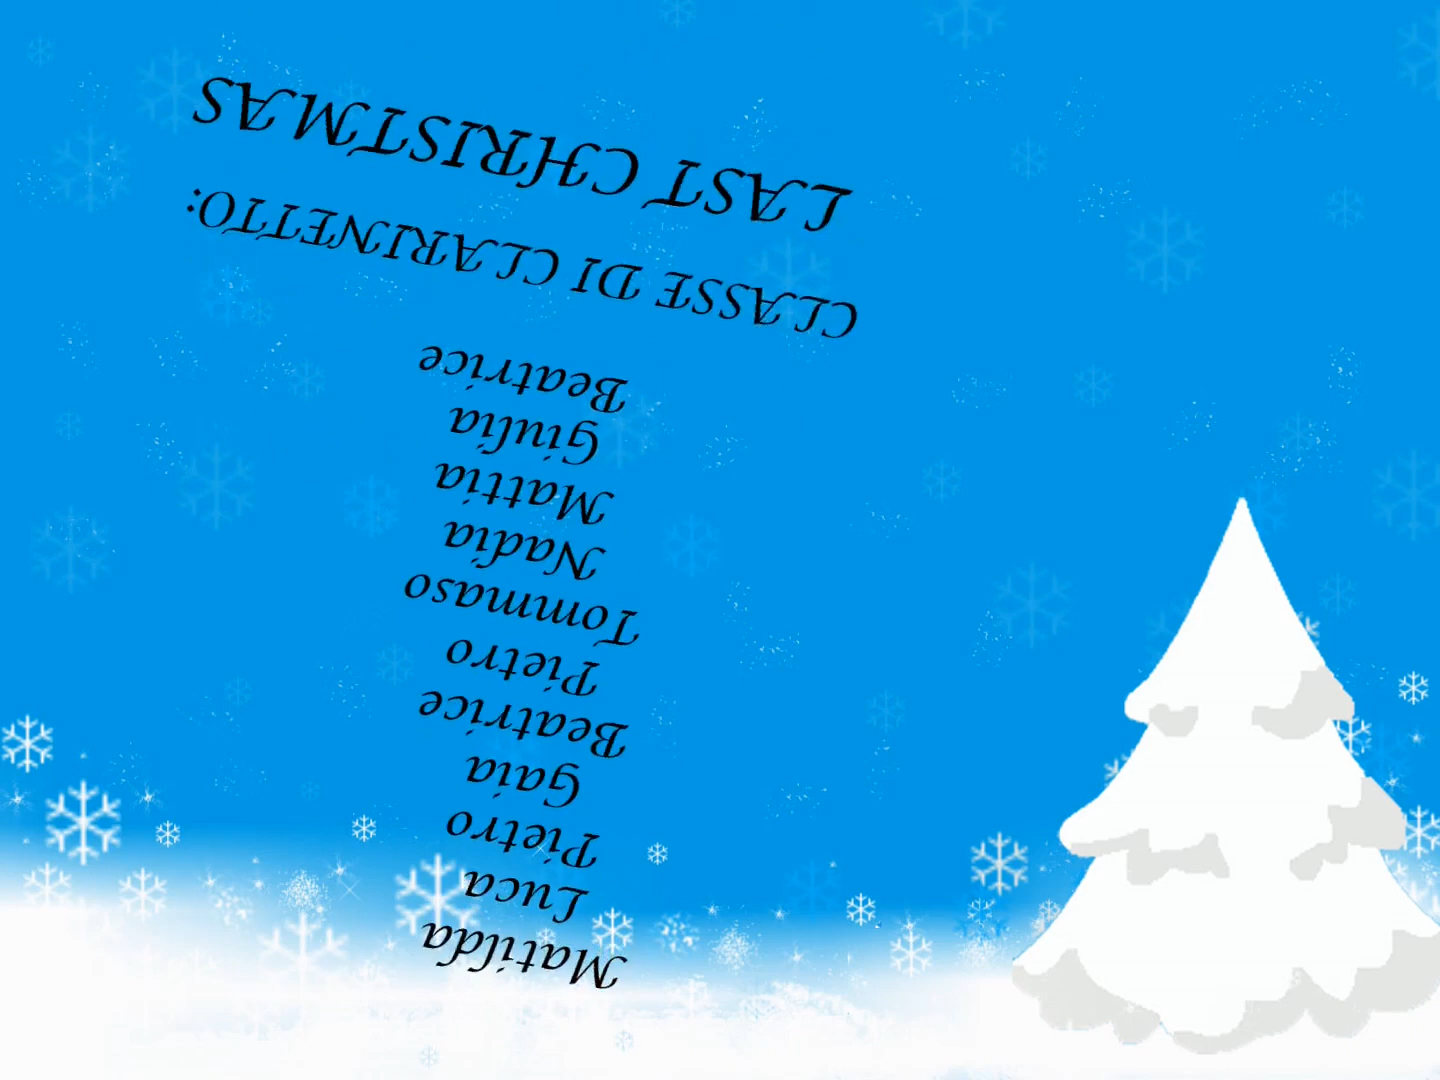 LAST CHRISTMAS
CLASSE DI CLARINETTO:
Beatrice
Giulia
Mattia
Nadia
Tommaso
Pietro
Beatrice
Gaia
Pietro
Luca
Matilda